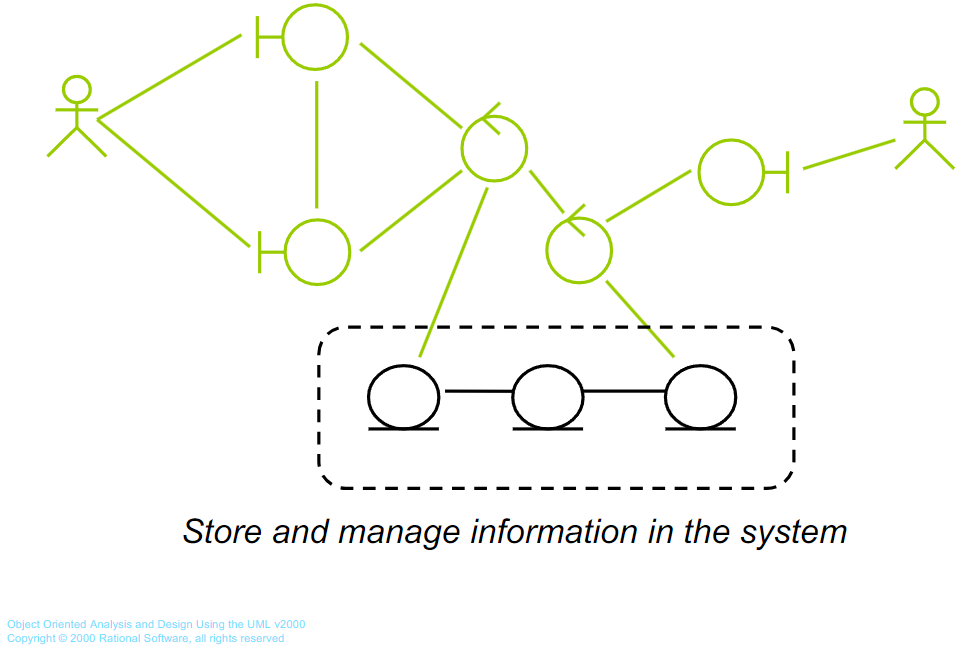 Store and manage information in the system
Object Oriented Analysis and Design Using the UML v2000
Copyright © 2000 Rational Software, all rights reserved